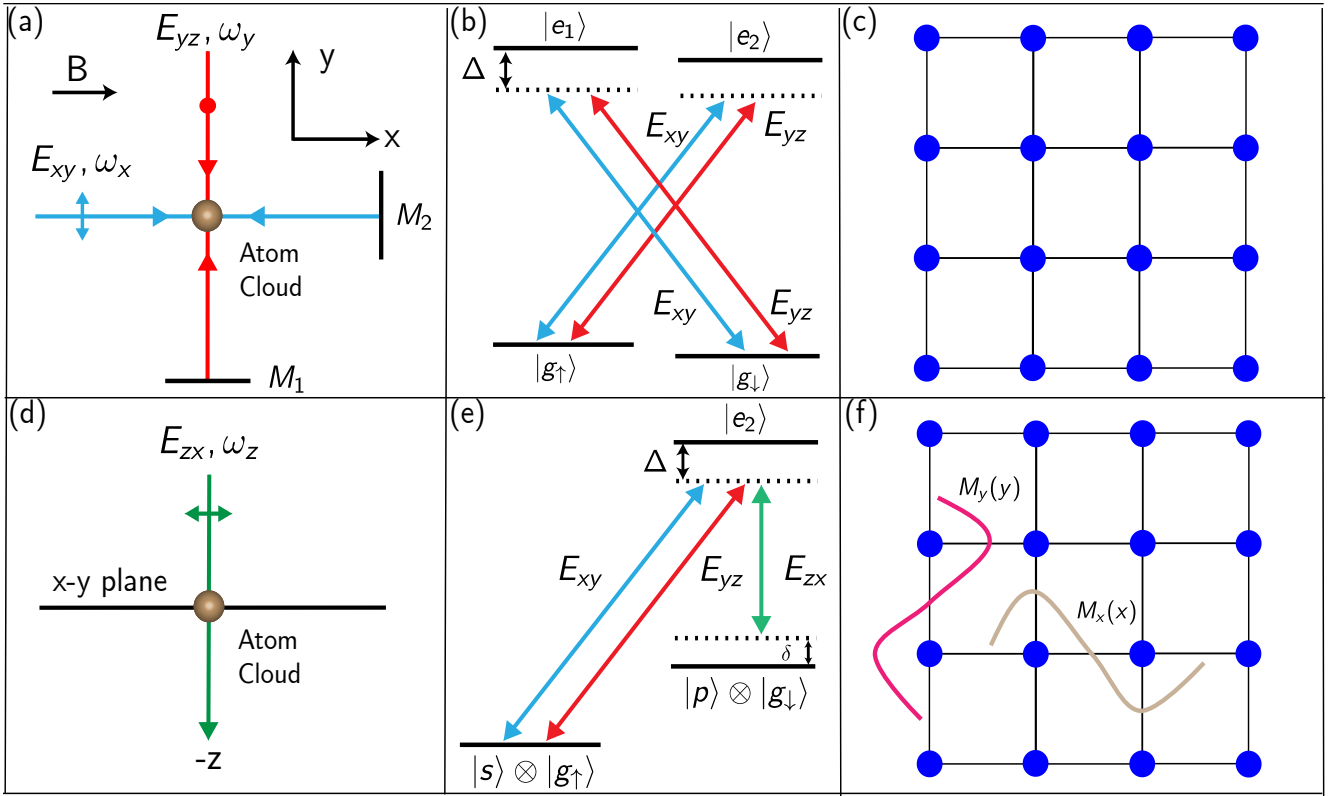 (a)
E_yz, ω_y
B
y
x
E_xy, ω_x
M_2
Atom
Cloud
M_1
(b)
|e_1⟩
|e_2⟩
Δ
E_xy
E_yz
E_xy
E_yz
|g_↑⟩
|g_↓⟩
(c)
(d)
E_zx, ω_z
x-y plane
Atom
Cloud
-z
(e)
|e_2⟩
Δ
E_xy
E_yz
E_zx
δ
|p⟩ ⊗ |g_↓⟩
|s⟩ ⊗ |g_↑⟩
(f)
M_y(y)
M_x(x)